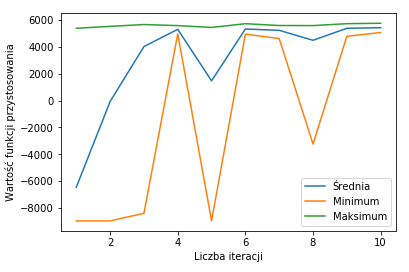 6000
4000
2000
0
−2000
−4000
−6000
−8000
Wartość funkcji przystosowania
Średnia
Minimum
Maksimum
2 4 6 8 10
Liczba iteracji